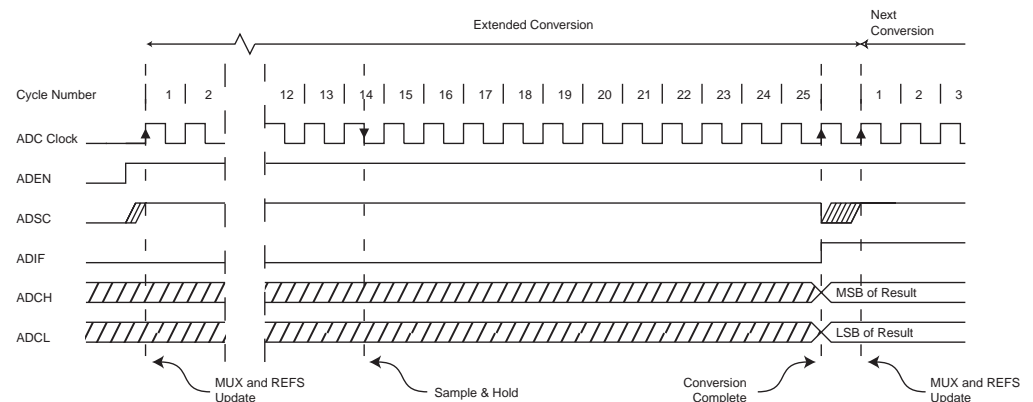 Extended Conversion
Next
Conversion
Cycle Number 1 2 12 13 14 15 16 17 18 19 20 21 22 23 24 25 1 2 3
ADC Clock
ADEN
ADSC
ADIF
ADCH MSB of Result
ADCL LSB of Result
MUX and REFS
Update
Sample & Hold
Conversion
Complete
MUX and REFS
Update